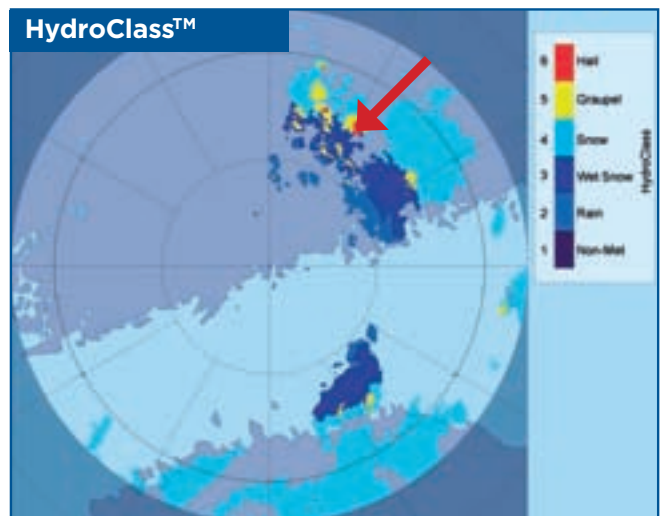 HydroClass™
6 Hail
5 Graupel
4 Snow
3 Wet Snow
2 Rain
1 Non-Met
HydroClass